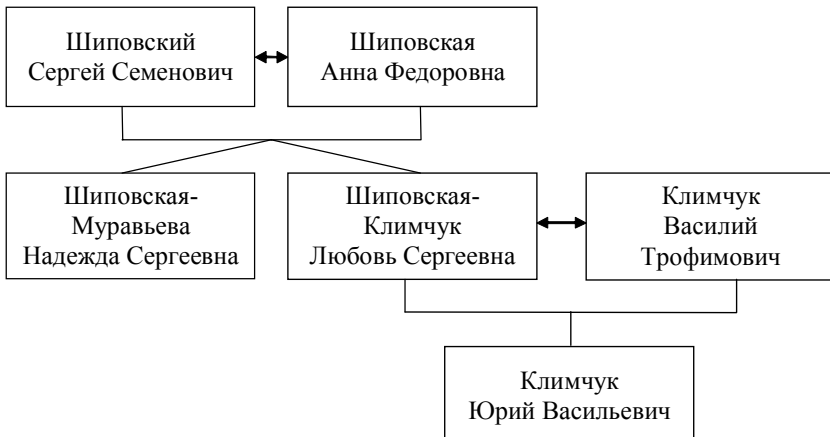 Шиповский
Сергей Семенович
Шиповская
Анна Федоровна
Шиповская-
Муравьева
Надежда Сергеевна
Шиповская-
Климчук
Любовь Сергеевна
Климчук
Василий
Трофимович
Климчук
Юрий Васильевич